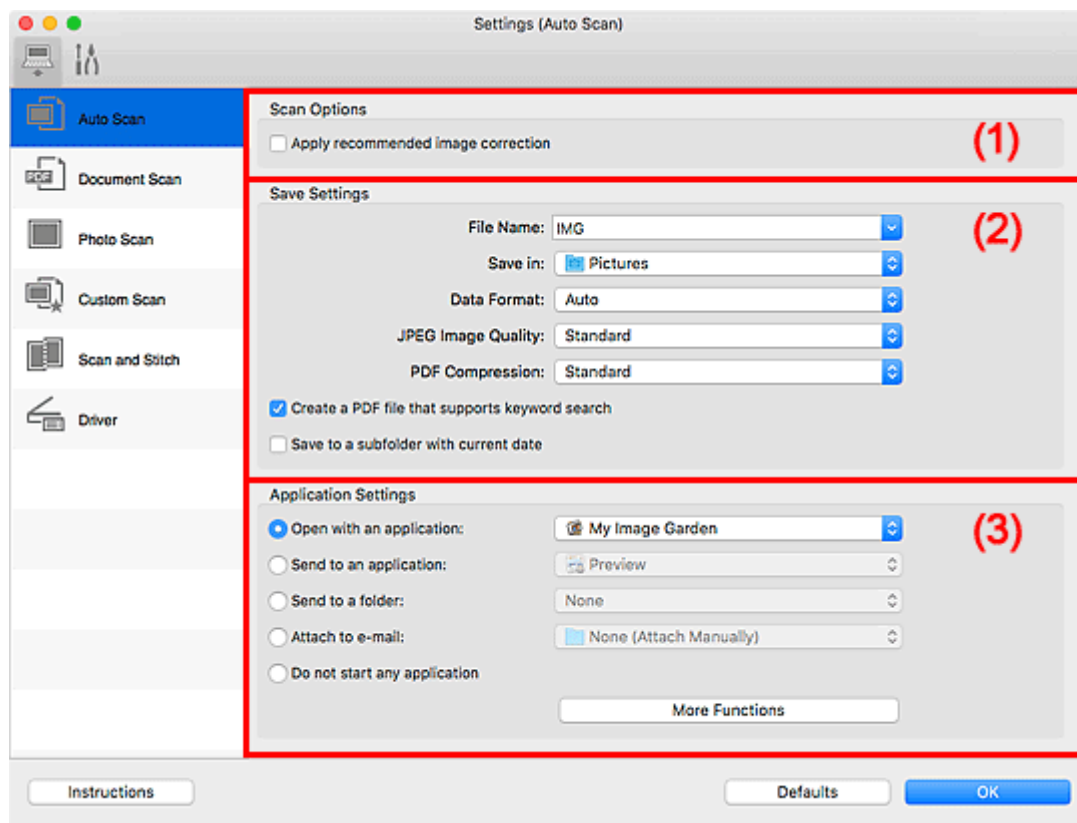 Settings (Auto Scan)
Auto Scan
Document Scan
Photo Scan
Custom Scan
Scan and Stitch
Driver
Scan Options
Apply recommended image correction
(1)
Save Settings
(2)
File Name: IMG
Save in: Pictures
Data Format: Auto
JPEG Image Quality: Standard
PDF Compression: Standard
Create a PDF file that supports keyword search
Save to a subfolder with current date
Application Settings
(3)
Open with an application: My Image Garden
Send to an application: Preview
Send to a folder: None
Attach to e-mail: None (Attach Manually)
Do not start any application
More Functions
Instructions
Defaults
OK